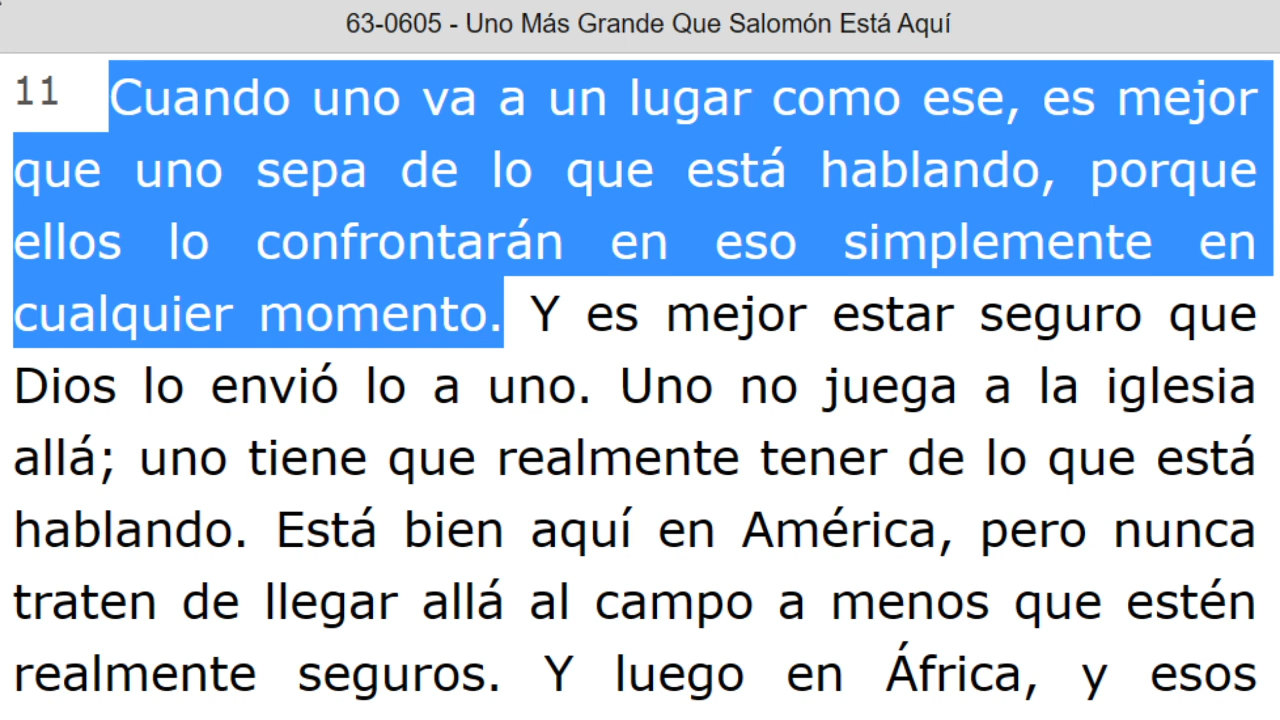 63-0605 - Uno Más Grande Que Salomón Está Aquí
11 Cuando uno va a un lugar como ese, es mejor
que uno sepa de lo que está hablando, porque
ellos lo confrontarán en eso simplemente en
cualquier momento. Y es mejor estar seguro que
Dios lo envió lo a uno. Uno no juega a la iglesia
allá; uno tiene que realmente tener de lo que está
hablando. Está bien aquí en América, pero nunca
traten de llegar allá al campo a menos que estén
realmente seguros. Y luego en África, y esos